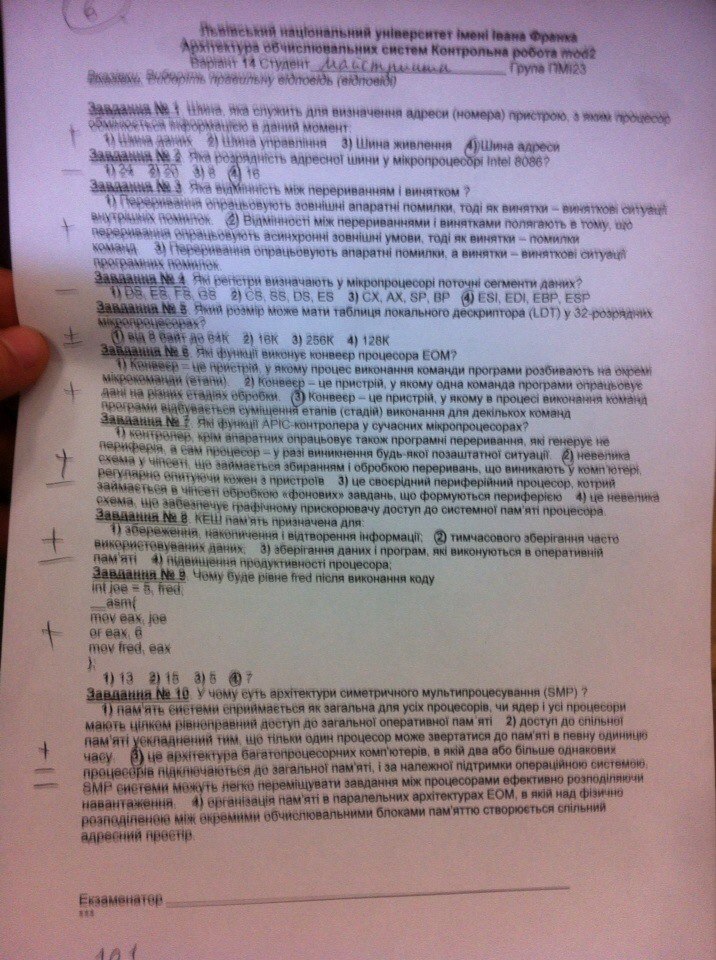 6
Львівський національний університет імені Івана Франка
Архітектура обчислювальних систем Контрольна робота mod2
Варіант 14 Студент Група ПМІ23
Вказівки. Виберіть правильну відповідь (відповіді)
Завдання № 1. Шина, яка служить для визначення адреси (номера) пристрою, з яким процесор
обмінюється інформацією в даний момент:
1) Шина даних 2) Шина управління 3) Шина живлення 4) Шина адреси
Завдання № 2. Яка розрядність адресної шини у мікропроцесорі Intel 8086?
1) 24 2) 20 3) 8 4) 16
Завдання № 3. Яка відмінність між перериванням і винятком ?
1) Переривання опрацьовують зовнішні апаратні помилки, тоді як винятки – виняткові ситуації
внутрішніх помилок. 2) Відмінності між перериваннями і винятками полягають в тому, що
переривання опрацьовують асинхронні зовнішні умови, тоді як винятки – помилки
команд. 3) Переривання опрацьовують апаратні помилки, а винятки – виняткові ситуації
програмних помилок.
Завдання № 4. Які регістри визначають у мікропроцесорі поточні сегменти даних?
1) DS, ES, FS, GS 2) CS, SS, DS, ES 3) CX, AX, SP, BP 4) ESI, EDI, EBP, ESP
Завдання № 5. Який розмір може мати таблиця локального дескриптора (LDT) у 32-розрядних
мікропроцесорах?
1) від 8 байт до 64K 2) 16K 3) 256K 4) 128K
Завдання № 6. Які функції виконує конвеєр процесора ЕОМ?
1) Конвеєр – це пристрій, у якому процес виконання команди програми розбивають на окремі
мікрокоманди (етапи). 2) Конвеєр – це пристрій, у якому одна команда програми опрацьовує
дані на різних стадіях обробки. 3) Конвеєр – це пристрій, у якому в процесі виконання команд
програми відбувається суміщення етапів (стадій) виконання для декількох команд
Завдання № 7. Які функції APIC-контролера у сучасних мікропроцесорах?
1) контролер, крім апаратних опрацьовує також програмні переривання, які генерує не
периферія, а сам процесор – у разі виникнення будь-якої позаштатної ситуації. 2) невелика
схема у чіпсеті, що займається збиранням і обробкою переривань, що виникають у комп'ютері,
регулярно опитуючи кожен з пристроїв 3) це своєрідний периферійний процесор, котрий
займається в чіпсеті обробкою «фонових» завдань, що формуються периферією 4) це невелика
схема, що забезпечує графічному прискорювачу доступ до системної пам'яті процесора.
Завдання № 8. КЕШ пам'ять призначена для:
1) збереження, накопичення і відтворення інформації; 2) тимчасового зберігання часто
використовуваних даних; 3) зберігання даних і програм, які виконуються в оперативній
пам'яті 4) підвищення продуктивності процесора;
Завдання № 9. Чому буде рівне fred після виконання коду
int joe = 5, fred;
__asm{
mov eax, joe
or eax, 6
mov fred, eax
};
1) 13 2) 15 3) 5 4) 7
Завдання № 10. У чому суть архітектури симетричного мультипроцесування (SMP) ?
1) пам'ять системи сприймається як загальна для усіх процесорів, чи ядер і усі процесори
мають цілком рівноправний доступ до загальної оперативної пам'яті 2) доступ до спільної
пам'яті ускладнений тим, що тільки один процесор може звертатися до пам'яті в певну одиницю
часу. 3) це архітектура багатопроцесорних комп'ютерів, в якій два або більше однакових
процесорів підключаються до загальної пам'яті, і за належної підтримки операційною системою,
SMP системи можуть легко переміщувати завдання між процесорами ефективно розподіляючи
навантаження. 4) організація пам'яті в паралельних архітектурах ЕОМ, в якій над фізично
розподіленою між окремими обчислювальними блоками пам'яттю створюється спільний
адресний простір.
Екзаменатор